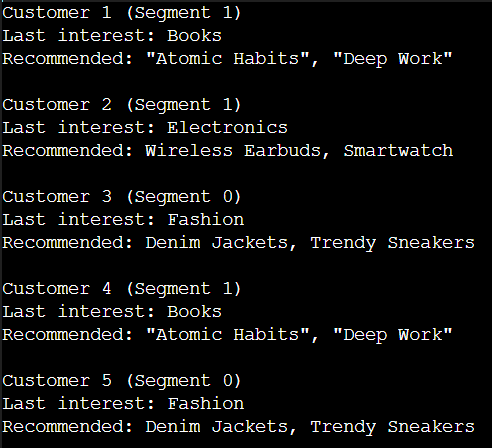 Customer 1 (Segment 1)
Last interest: Books
Recommended: "Atomic Habits", "Deep Work"
Customer 2 (Segment 1)
Last interest: Electronics
Recommended: Wireless Earbuds, Smartwatch
Customer 3 (Segment 0)
Last interest: Fashion
Recommended: Denim Jackets, Trendy Sneakers
Customer 4 (Segment 1)
Last interest: Books
Recommended: "Atomic Habits", "Deep Work"
Customer 5 (Segment 0)
Last interest: Fashion
Recommended: Denim Jackets, Trendy Sneakers